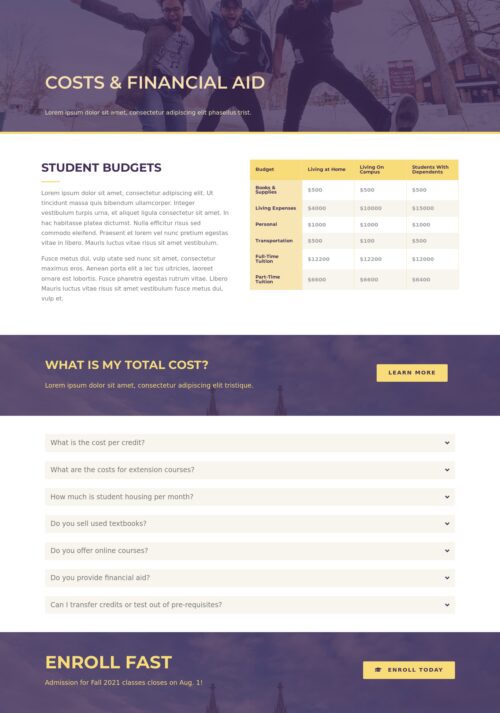 COSTS & FINANCIAL AID
Lorem ipsum dolor sit amet, consectetur adipiscing elit phasellus trist.
STUDENT BUDGETS
Lorem ipsum dolor sit amet, consectetur adipiscing elit. Ut
tincidunt massa quis bibendum ullamcorper. Integer
vestibulum turpis urna, et aliquet ligula consectetur sit amet. In
hac habitasse platea dictumst. Nulla efficitur risus sed
commodo eleifend. Praesent et lorem vel nunc pretium egestas
vitae in libero. Mauris luctus vitae risus sit amet vestibulum.
Fusce metus dui, vulp utate sed nunc sit amet, consectetur
maximus eros. Aenean porta elit a lec tus ultricies, laoreet
ornare est lobortis. Fusce pharetra egestas rutrum vitae. Libero
Mauris luctus vitae risus sit amet vestibulum fusce metus dui,
vulp et.
Budget Living at Home Living On Campus Students With Dependents
Books & Supplies $500 $500 $500
Living Expenses $4000 $10000 $15000
Personal $1000 $1000 $1000
Transportation $500 $100 $500
Full-Time Tuition $12200 $12200 $12000
Part-Time Tuition $6600 $6600 $6400
WHAT IS MY TOTAL COST?
Lorem ipsum dolor sit amet, consectetur adipiscing elit tristique.
LEARN MORE
What is the cost per credit?
What are the costs for extension courses?
How much is student housing per month?
Do you sell used textbooks?
Do you offer online courses?
Do you provide financial aid?
Can I transfer credits or test out of pre-requisites?
ENROLL FAST
Admission for Fall 2021 classes closes on Aug. 1!
ENROLL TODAY